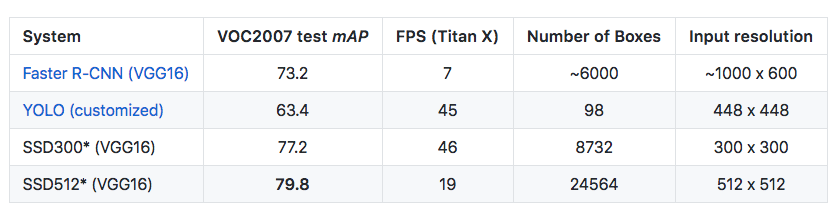 System VOC2007 test mAP FPS (Titan X) Number of Boxes Input resolution
Faster R-CNN (VGG16) 73.2 7 ~6000 ~1000 x 600
YOLO (customized) 63.4 45 98 448 x 448
SSD300* (VGG16) 77.2 46 8732 300 x 300
SSD512* (VGG16) 79.8 19 24564 512 x 512